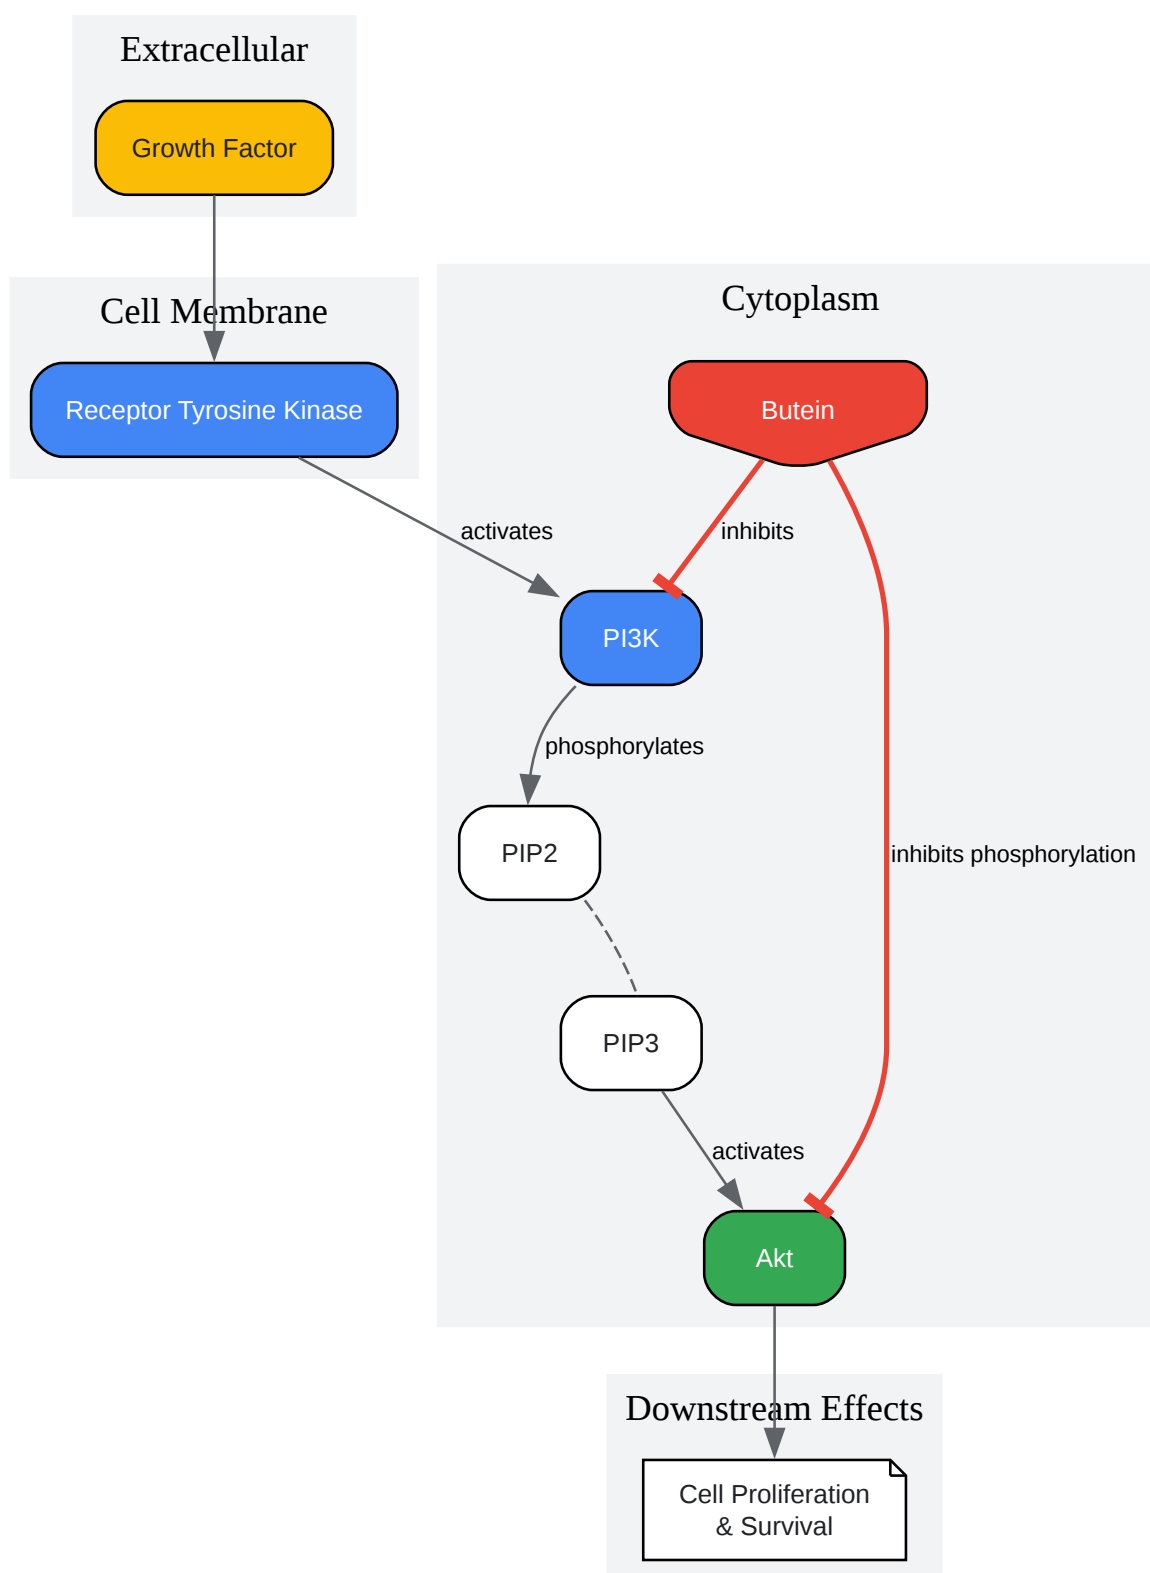 Extracellular
Growth Factor
Cell Membrane
Receptor Tyrosine Kinase
Cytoplasm
Butein
activates
inhibits
PI3K
phosphorylates
PIP2
inhibits phosphorylation
PIP3
activates
Akt
Downstream Effects
Cell Proliferation
& Survival